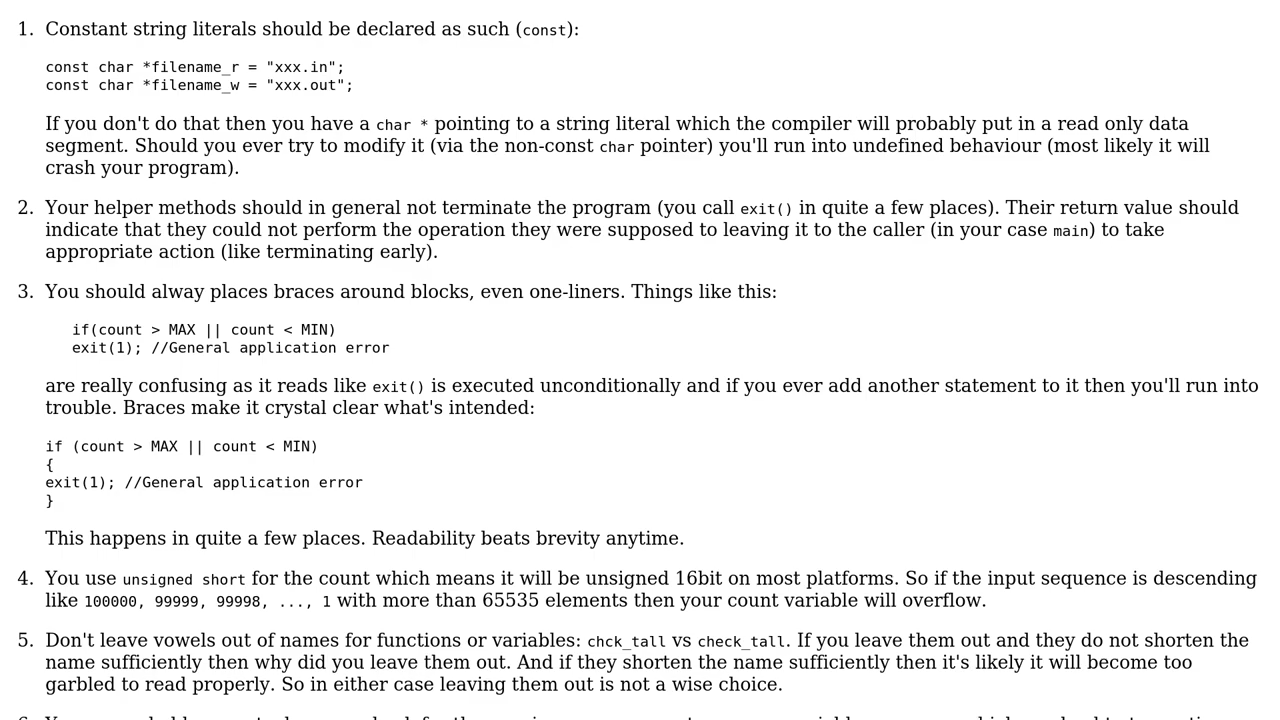 1. Constant string literals should be declared as such (const):
const char *filename_r = "xxx.in";
const char *filename_w = "xxx.out";
If you don't do that then you have a char * pointing to a string literal which the compiler will probably put in a read only data
segment. Should you ever try to modify it (via the non-const char pointer) you'll run into undefined behaviour (most likely it will
crash your program).
2. Your helper methods should in general not terminate the program (you call exit() in quite a few places). Their return value should
indicate that they could not perform the operation they were supposed to leaving it to the caller (in your case main) to take
appropriate action (like terminating early).
3. You should alway places braces around blocks, even one-liners. Things like this:
if(count > MAX || count < MIN)
exit(1); //General application error
are really confusing as it reads like exit() is executed unconditionally and if you ever add another statement to it then you'll run into
trouble. Braces make it crystal clear what's intended:
if (count > MAX || count < MIN)
{
exit(1); //General application error
}
This happens in quite a few places. Readability beats brevity anytime.
4. You use unsigned short for the count which means it will be unsigned 16bit on most platforms. So if the input sequence is descending
like 100000, 99999, 99998, ..., 1 with more than 65535 elements then your count variable will overflow.
5. Don't leave vowels out of names for functions or variables: chck_tall vs check_tall. If you leave them out and they do not shorten the
name sufficiently then why did you leave them out. And if they shorten the name sufficiently then it's likely it will become too
garbled to read properly. So in either case leaving them out is not a wise choice.